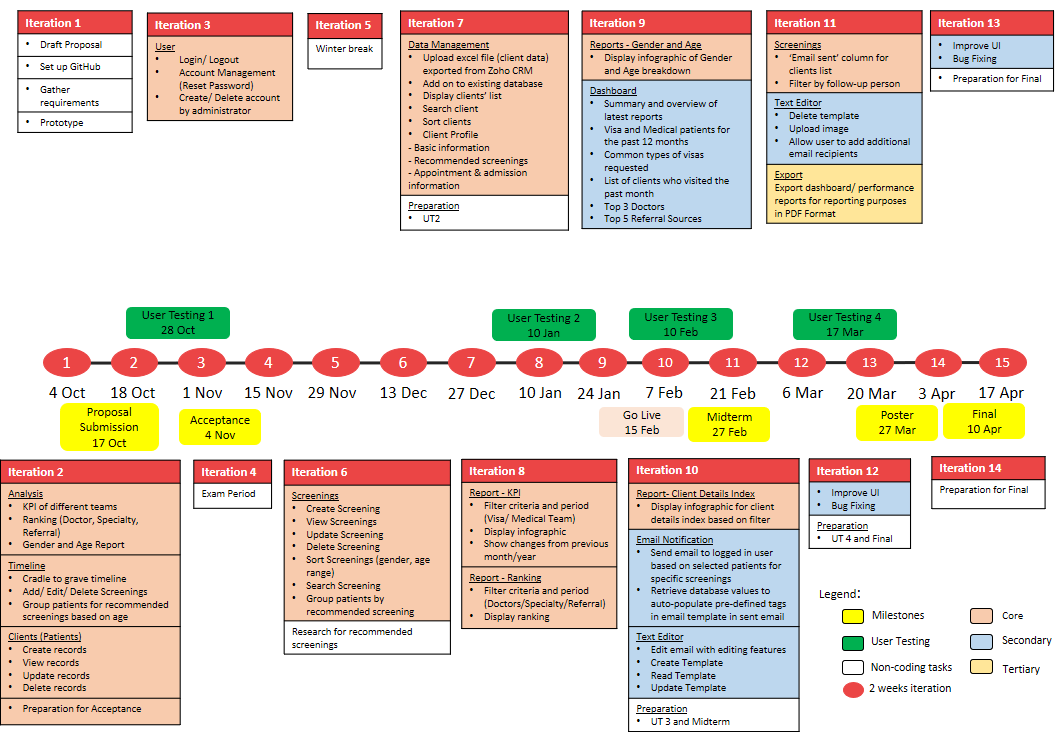 Iteration 1
• Draft Proposal
• Set up GitHub
• Gather
requirements
• Prototype
Iteration 3
User
• Login/ Logout
• Account Management
(Reset Password)
• Create/ Delete account
by administrator
Iteration 5
Winter break
Iteration 7
Data Management
• Upload excel file (client data)
exported from Zoho CRM
• Add on to existing database
• Display clients' list
• Search client
• Sort clients
• Client Profile
- Basic information
- Recommended screenings
- Appointment & admission
information
Preparation
• UT2
Iteration 9
Reports - Gender and Age
• Display infographic of Gender
and Age breakdown
Dashboard
• Summary and overview of
latest reports
• Visa and Medical patients for
the past 12 months
• Common types of visas
requested
• List of clients who visited the
past month
• Top 3 Doctors
• Top 5 Referral Sources
Iteration 11
Screenings
• 'Email sent' column for
clients list
• Filter by follow-up person
Text Editor
• Delete template
• Upload image
• Allow user to add additional
email recipients
Export
Export dashboard/ performance
reports for reporting purposes
in PDF Format
Iteration 13
• Improve UI
• Bug Fixing
• Preparation for Final
User Testing 1
28 Oct
User Testing 2
10 Jan
User Testing 3
10 Feb
User Testing 4
17 Mar
1 2 3 4 5 6 7 8 9 10 11 12 13 14 15
4 Oct 18 Oct 1 Nov 15 Nov 29 Nov 13 Dec 27 Dec 10 Jan 24 Jan 7 Feb 21 Feb 6 Mar 20 Mar 3 Apr 17 Apr
Proposal
Submission
17 Oct
Acceptance
4 Nov
Go Live
15 Feb
Midterm
27 Feb
Poster
27 Mar
Final
10 Apr
Iteration 2
Analysis
• KPI of different teams
• Ranking (Doctor, Specialty,
Referral)
• Gender and Age Report
Timeline
• Cradle to grave timeline
• Add/ Edit/ Delete Screenings
• Group patients for recommended
screenings based on age
Clients (Patients)
• Create records
• View records
• Update records
• Delete records
• Preparation for Acceptance
Iteration 4
Exam Period
Iteration 6
Screenings
• Create Screening
• View Screenings
• Update Screening
• Delete Screening
• Sort Screenings (gender, age
range)
• Search Screening
• Group patients by
recommended screening
Research for recommended
screenings
Iteration 8
Report - KPI
• Filter criteria and period
(Visa/ Medical Team)
• Display infographic
• Show changes from previous
month/year
Report - Ranking
• Filter criteria and period
(Doctors/Specialty/Referral)
• Display ranking
Iteration 10
Report- Client Details Index
• Display infographic for client
details index based on filter
Email Notification
• Send email to logged in user
based on selected patients for
specific screenings
• Retrieve database values to
auto-populate pre-defined tags
in email template in sent email
Text Editor
• Edit email with editing features
• Create Template
• Read Template
• Update Template
Preparation
• UT 3 and Midterm
Iteration 12
• Improve UI
• Bug Fixing
Preparation
• UT 4 and Final
Iteration 14
Preparation for Final
Legend:
Milestones
Core
User Testing
Secondary
Non-coding tasks
Tertiary
2 weeks iteration